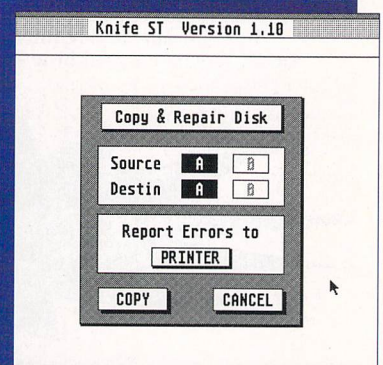 Knife ST Version 1.10
Copy & Repair Disk
Source A B
Destin A B
Report Errors to
PRINTER
COPY CANCEL